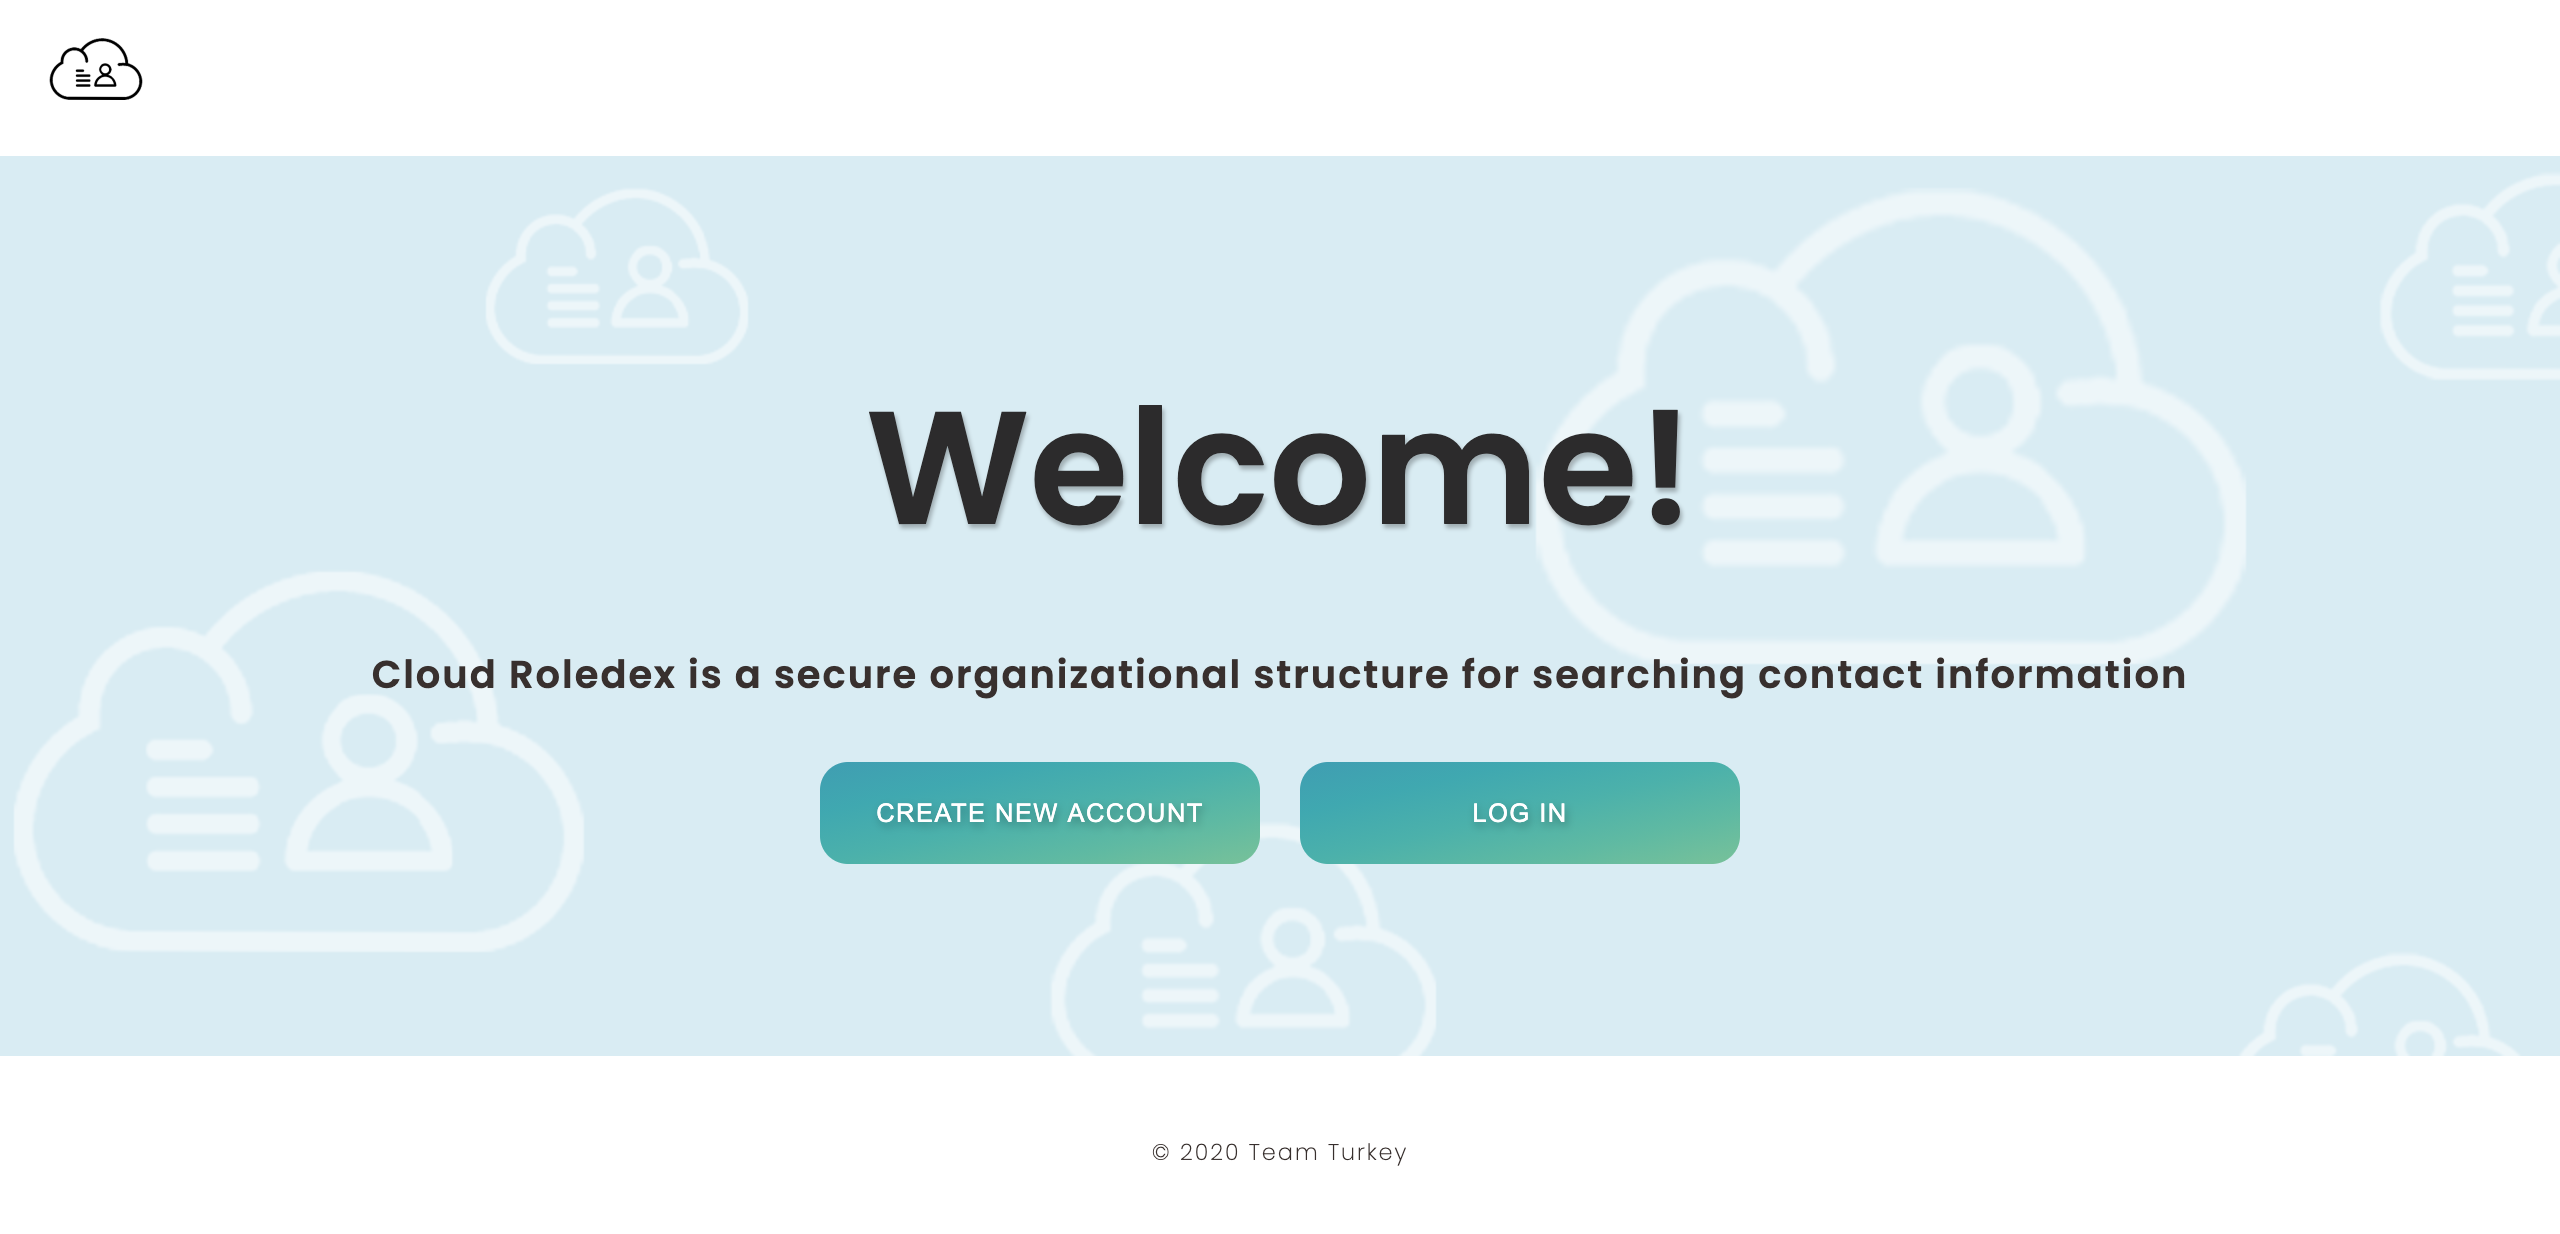 Welcome!
Cloud Roledex is a secure organizational structure for searching contact information
CREATE NEW ACCOUNT
LOG IN
© 2020 Team Turkey